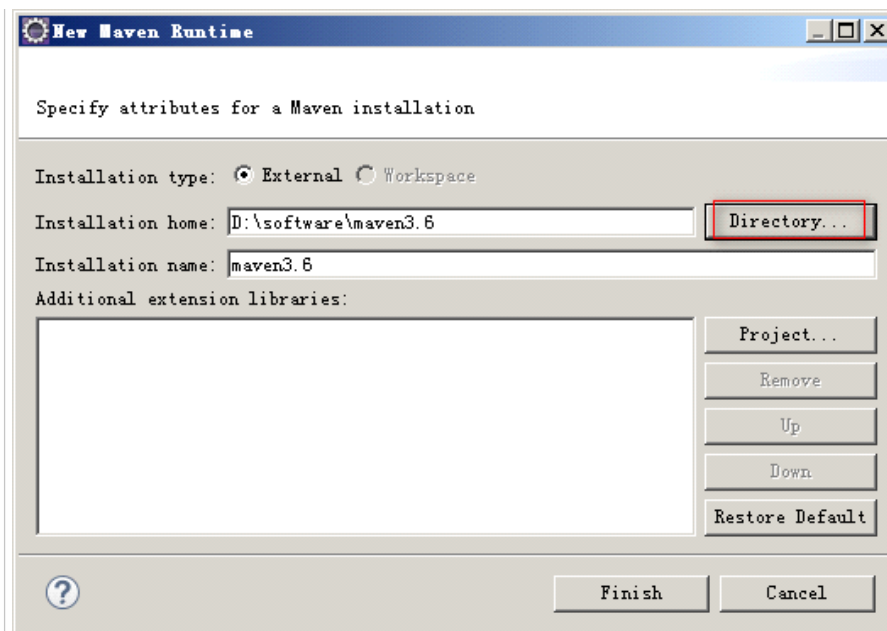 New Maven Runtime
Specify attributes for a Maven installation
Installation type: External Workspace
Installation home: D:\software\maven3.6 Directory...
Installation name: maven3.6
Additional extension libraries:
Project...
Remove
Up
Down
Restore Default
? Finish Cancel